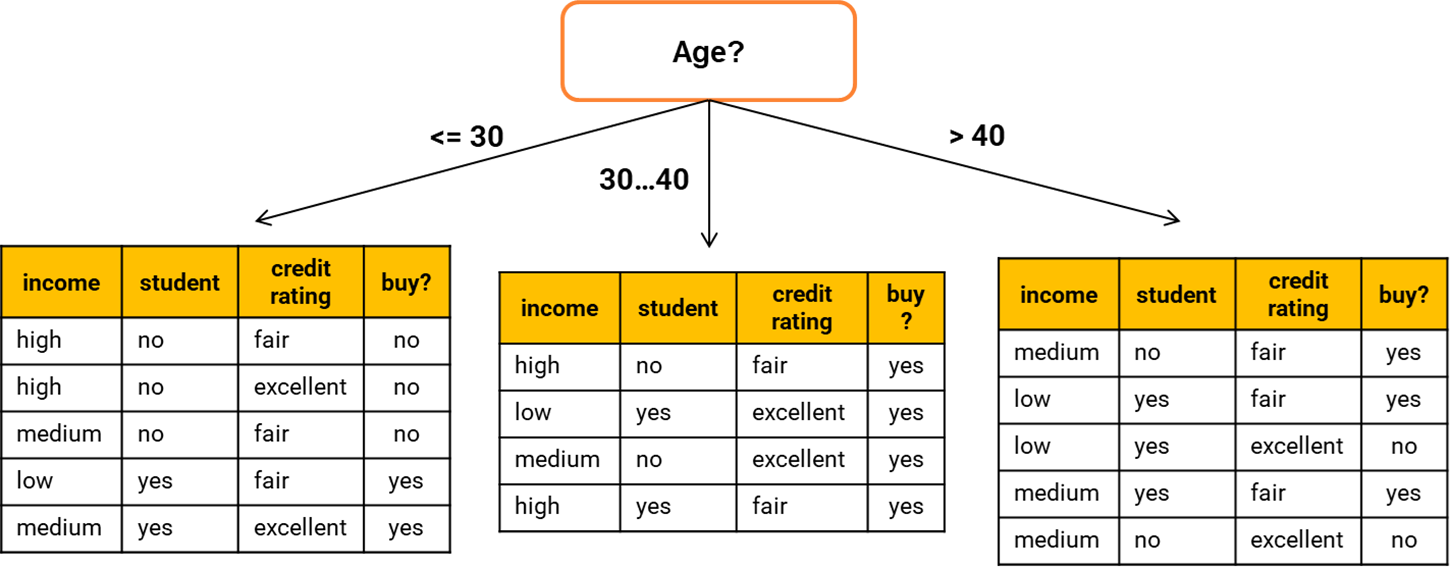 Age?
<= 30
30...40
> 40
income student credit rating buy?
high no fair no
high no excellent no
medium no fair no
low yes fair yes
medium yes excellent yes
income student credit rating buy ?
high no fair yes
low yes excellent yes
medium no excellent yes
high yes fair yes
income student credit rating buy?
medium no fair yes
low yes fair yes
low yes excellent no
medium yes fair yes
medium no excellent no